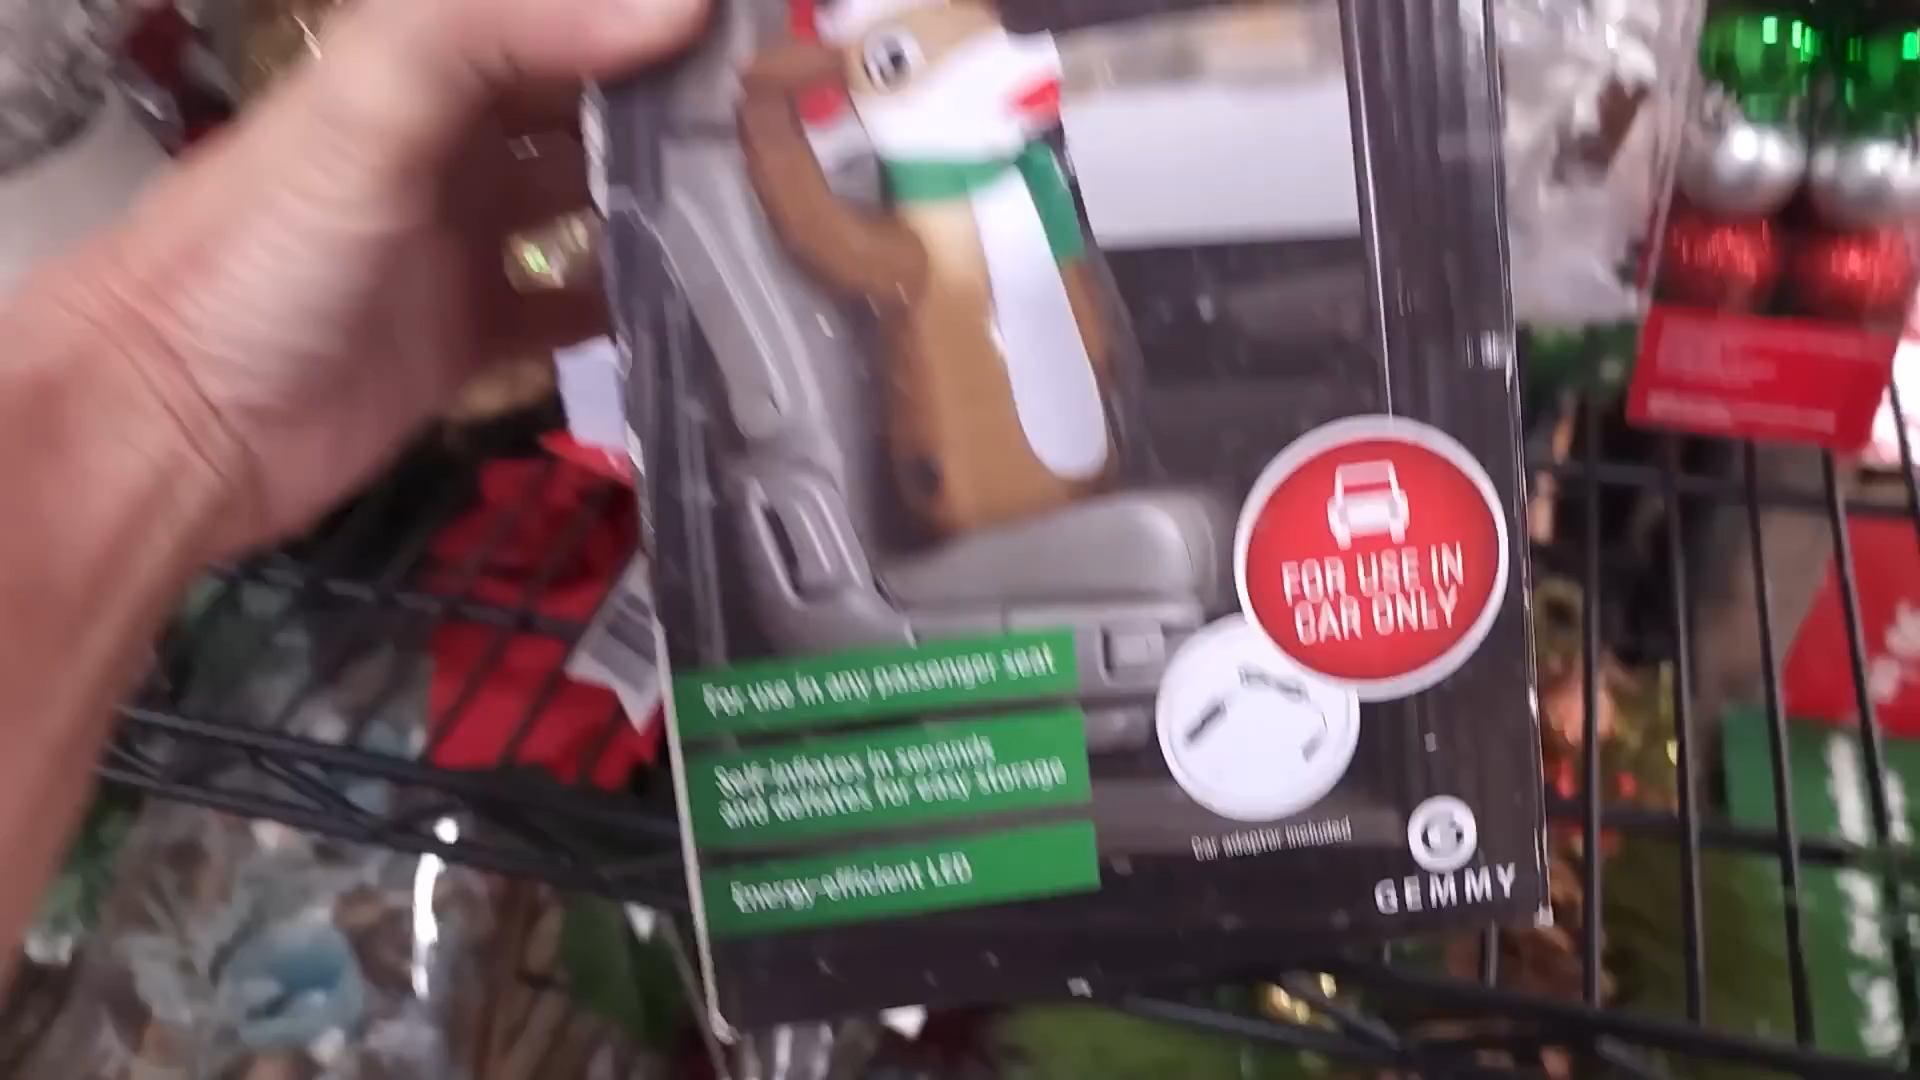 FOR USE IN
CAR ONLY
For use in any passenger seat
Self-inflates in seconds
and deflates for easy storage
Energy-efficient LED
Car adaptor included
GEMMY